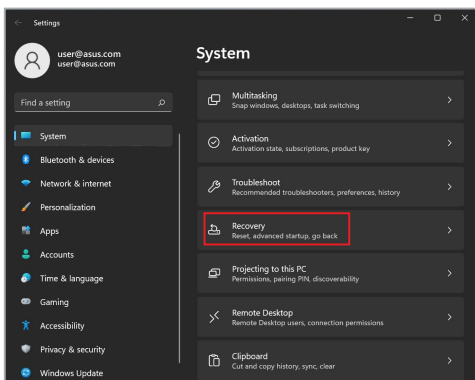 Settings
user@asus.com
user@asus.com
Find a setting
System
Bluetooth & devices
Network & internet
Personalization
Apps
Accounts
Time & language
Gaming
Accessibility
Privacy & security
Windows Update
System
Multitasking
Snap windows, desktops, task switching
Activation
Activation state, subscriptions, product key
Troubleshoot
Recommended troubleshooters, preferences, history
Recovery
Reset, advanced startup, go back
Projecting to this PC
Permissions, pairing PIN, discoverability
Remote Desktop
Remote Desktop users, connection permissions
Clipboard
Cut and copy history, sync, clear